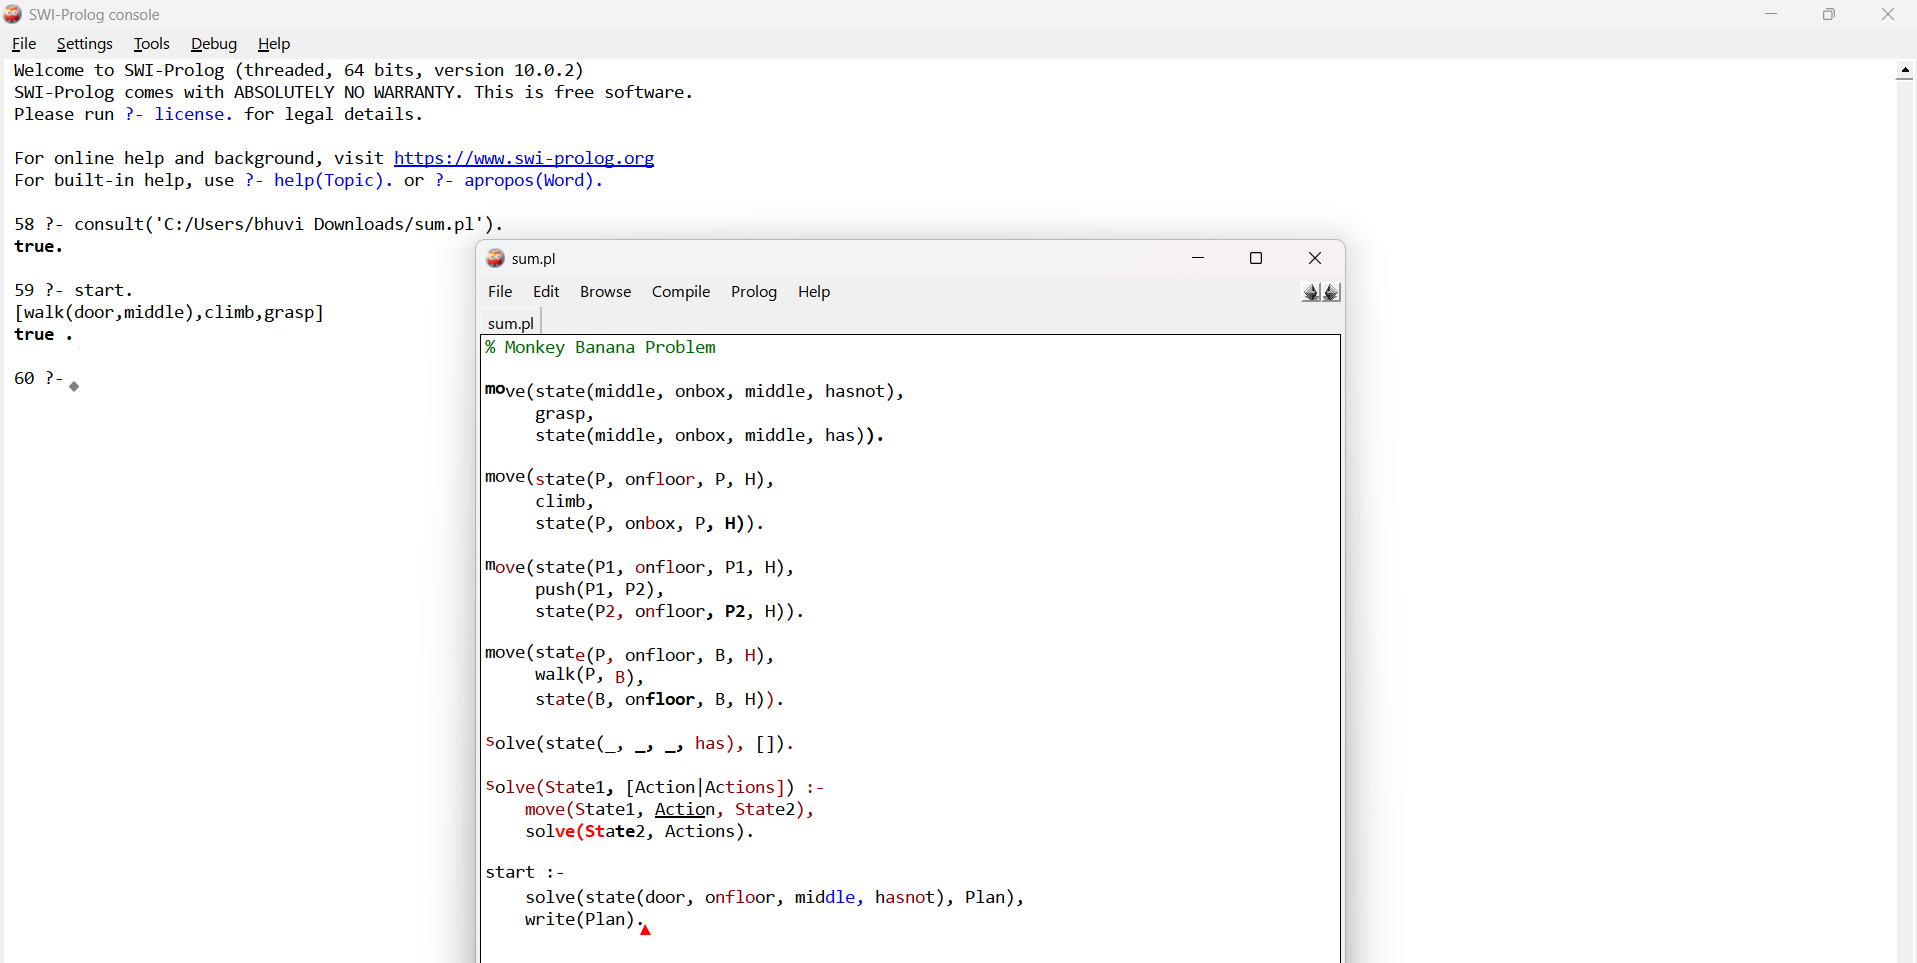 SWI-Prolog console
File Settings Tools Debug Help
Welcome to SWI-Prolog (threaded, 64 bits, version 10.0.2)
SWI-Prolog comes with ABSOLUTELY NO WARRANTY. This is free software.
Please run ?- license. for legal details.
For online help and background, visit https://www.swi-prolog.org
For built-in help, use ?- help(Topic). or ?- apropos(Word).
58 ?- consult('C:/Users/bhuvi Downloads/sum.pl').
true.
59 ?- start.
[walk(door,middle),climb,grasp]
true .
60 ?-
sum.pl
File Edit Browse Compile Prolog Help
sum.pl
% Monkey Banana Problem
move(state(middle, onbox, middle, hasnot),
grasp,
state(middle, onbox, middle, has)).
move(state(P, onfloor, P, H),
climb,
state(P, onbox, P, H)).
move(state(P1, onfloor, P1, H),
push(P1, P2),
state(P2, onfloor, P2, H)).
move(state(P, onfloor, B, H),
walk(P, B),
state(B, onfloor, B, H)).
solve(state(_, _, _, has), []).
solve(State1, [Action|Actions]) :-
move(State1, Action, State2),
solve(State2, Actions).
start :-
solve(state(door, onfloor, middle, hasnot), Plan),
write(Plan).